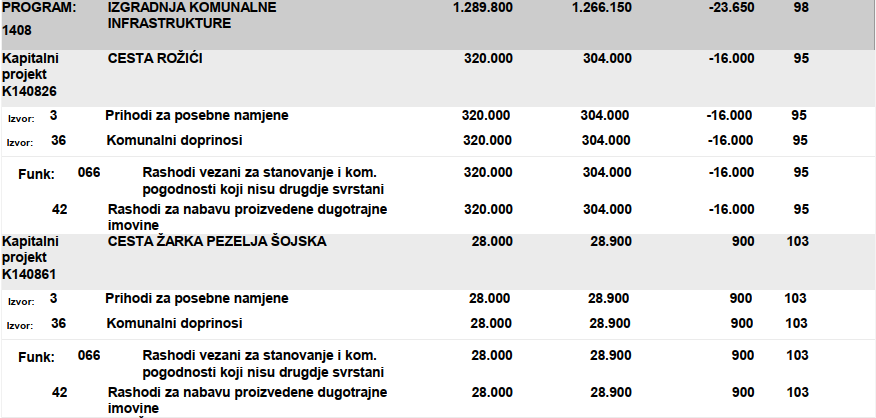 PROGRAM: IZGRADNJA KOMUNALNE 1.289.800 1.266.150 -23.650 98
1408 INFRASTRUKTURE
Kapitalni CESTA ROŽIĆI 320.000 304.000 -16.000 95
projekt
K140826
Izvor: 3 Prihodi za posebne namjene 320.000 304.000 -16.000 95
Izvor: 36 Komunalni doprinosi 320.000 304.000 -16.000 95
Funk: 066 Rashodi vezani za stanovanje i kom. 320.000 304.000 -16.000 95
pogodnosti koji nisu drugdje svrstani
42 Rashodi za nabavu proizvedene dugotrajne 320.000 304.000 -16.000 95
imovine
Kapitalni CESTA ŽARKA PEZELJA ŠOJSKA 28.000 28.900 900 103
projekt
K140861
Izvor: 3 Prihodi za posebne namjene 28.000 28.900 900 103
Izvor: 36 Komunalni doprinosi 28.000 28.900 900 103
Funk: 066 Rashodi vezani za stanovanje i kom. 28.000 28.900 900 103
pogodnosti koji nisu drugdje svrstani
42 Rashodi za nabavu proizvedene dugotrajne 28.000 28.900 900 103
imovine